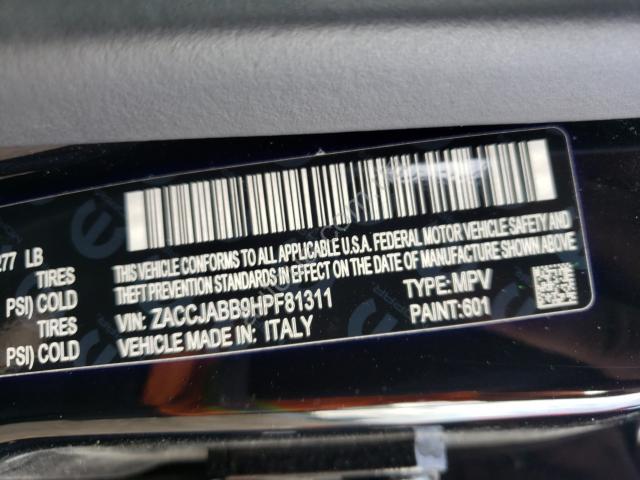 277 LB
TIRES
PSI) COLD
TIRES
PSI) COLD
THIS VEHICLE CONFORMS TO ALL APPLICABLE U.S.A. FEDERAL MOTOR VEHICLE SAFETY AND
THEFT PREVENTION STANDARDS IN EFFECT ON THE DATE OF MANUFACTURE SHOWN ABOVE.
VIN: ZACCJABB9HPF81311 TYPE: MPV
VEHICLE MADE IN: ITALY PAINT: 601